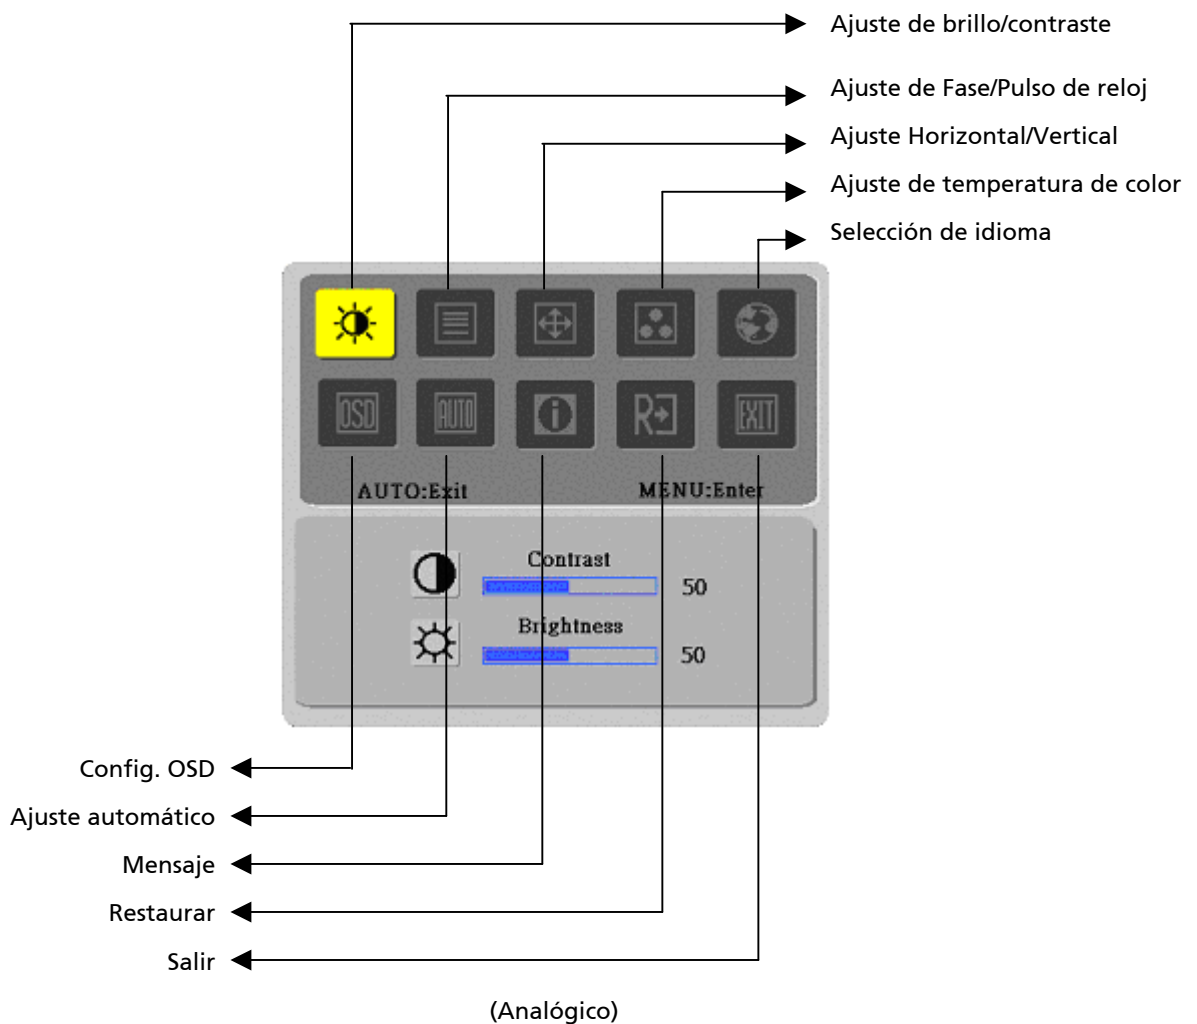 Ajuste de brillo/contraste
Ajuste de Fase/Pulso de reloj
Ajuste Horizontal/Vertical
Ajuste de temperatura de color
Selección de idioma
OSD AUTO R EXIT
AUTO:Exit MENU:Enter
Contrast
50
Brightness
50
Config. OSD
Ajuste automático
Mensaje
Restaurar
Salir
(Analógico)